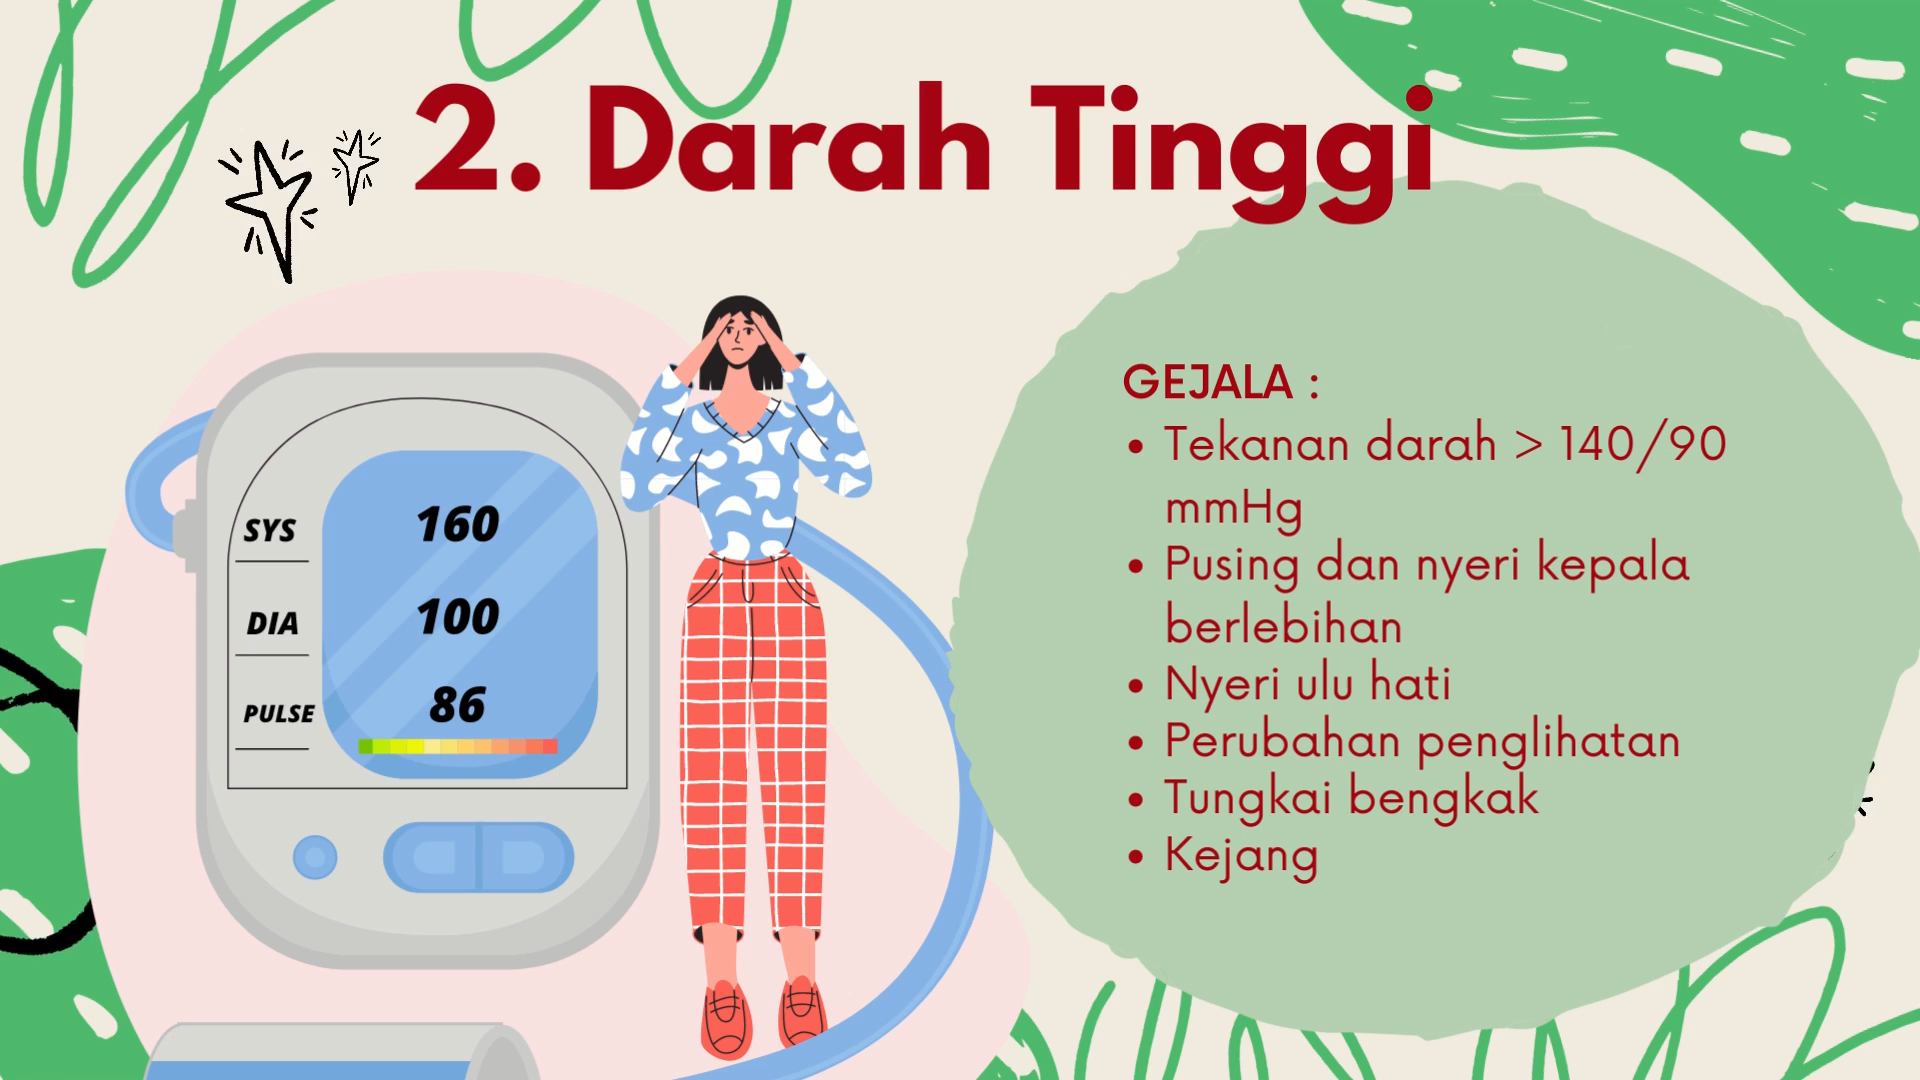 2. Darah Tinggi
SYS 160
DIA 100
PULSE 86
GEJALA :
• Tekanan darah > 140/90
mmHg
• Pusing dan nyeri kepala
berlebihan
• Nyeri ulu hati
• Perubahan penglihatan
• Tungkai bengkak
• Kejang